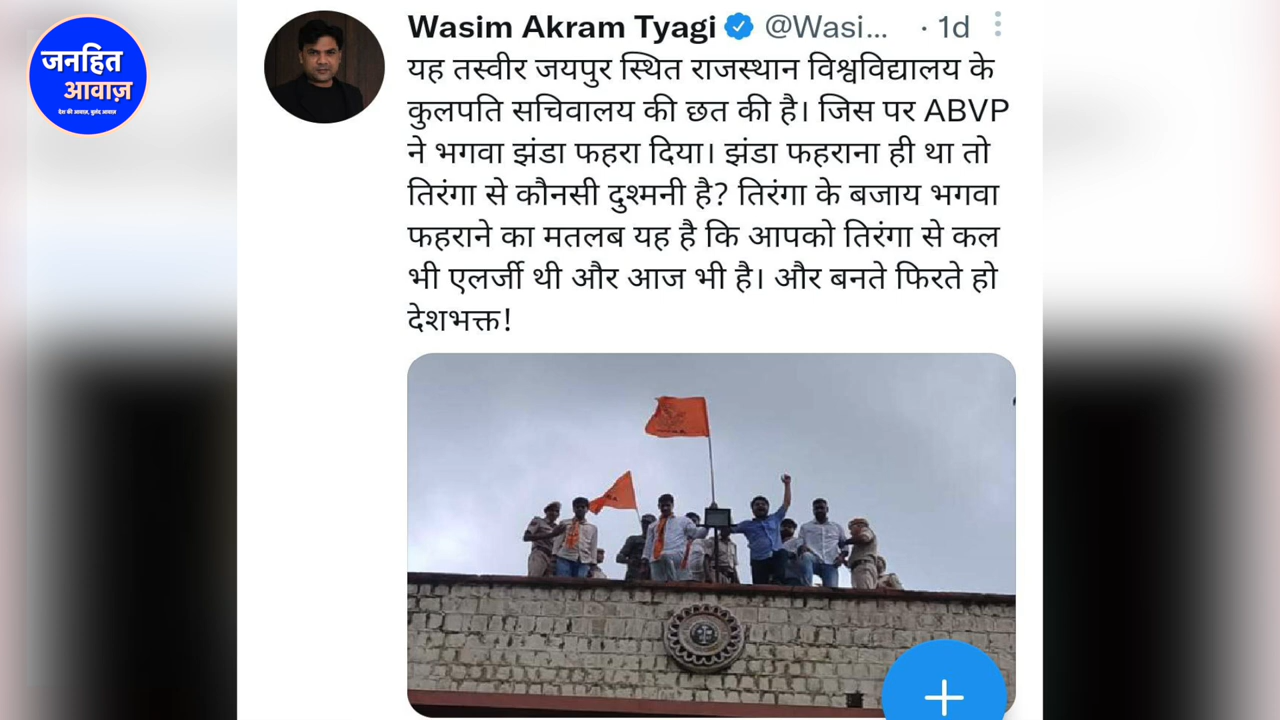 जनहित
आवाज़
देश की आवाज़, बुलंद आवाज़
Wasim Akram Tyagi @Wasi... · 1d
यह तस्वीर जयपुर स्थित राजस्थान विश्वविद्यालय के
कुलपति सचिवालय की छत की है। जिस पर ABVP
ने भगवा झंडा फहरा दिया। झंडा फहराना ही था तो
तिरंगा से कौनसी दुश्मनी है? तिरंगा के बजाय भगवा
फहराने का मतलब यह है कि आपको तिरंगा से कल
भी एलर्जी थी और आज भी है। और बनते फिरते हो
देशभक्त!